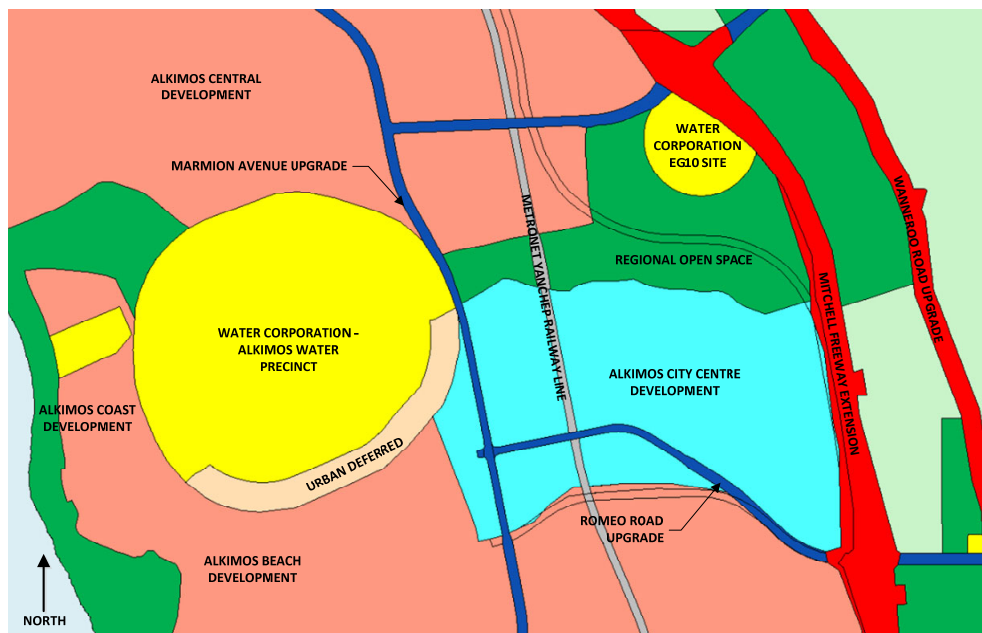 ALKIMOS CENTRAL
DEVELOPMENT
WATER
CORPORATION
EG10 SITE
MARMION AVENUE UPGRADE
METRONET YANCHEP RAILWAY LINE
WANNEROO ROAD UPGRADE
REGIONAL OPEN SPACE
MITCHELL FREEWAY EXTENSION
WATER CORPORATION –
ALKIMOS WATER
PRECINCT
ALKIMOS CITY CENTRE
DEVELOPMENT
ALKIMOS COAST
DEVELOPMENT
URBAN DEFERRED
ROMEO ROAD
UPGRADE
ALKIMOS BEACH
DEVELOPMENT
NORTH